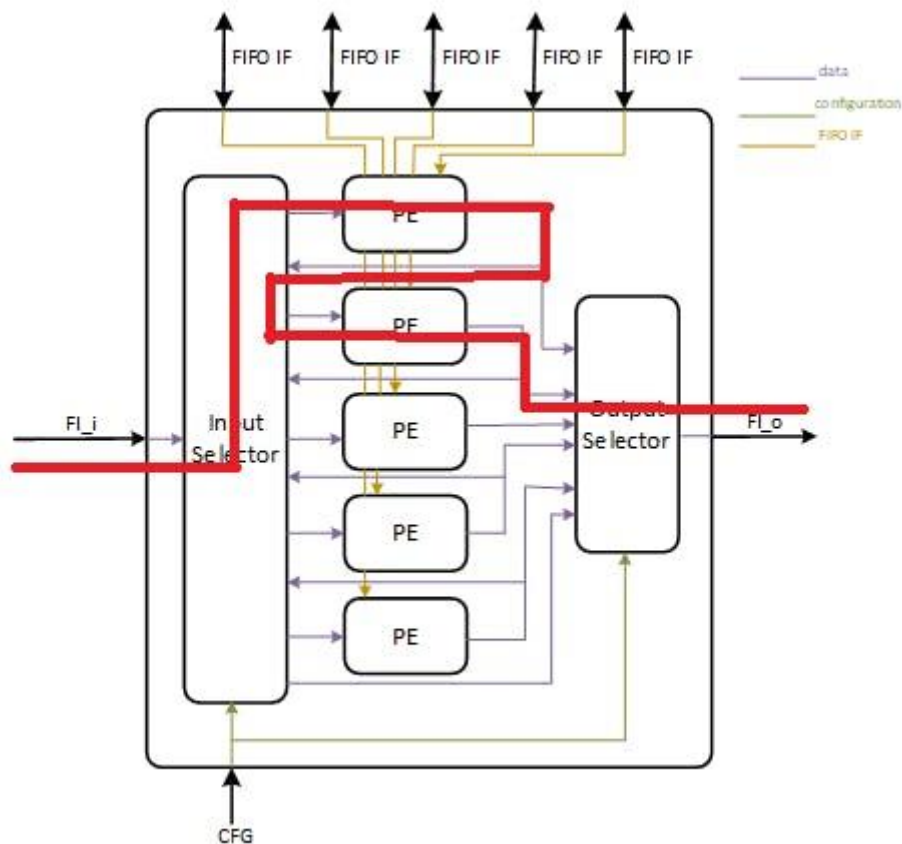 FIFO IF FIFO IF FIFO IF FIFO IF FIFO IF
data
configuration
FIFO IF
PE
PE
FI_i
Input
Selector
PE
Output
Selector
FI_o
PE
PE
CFG